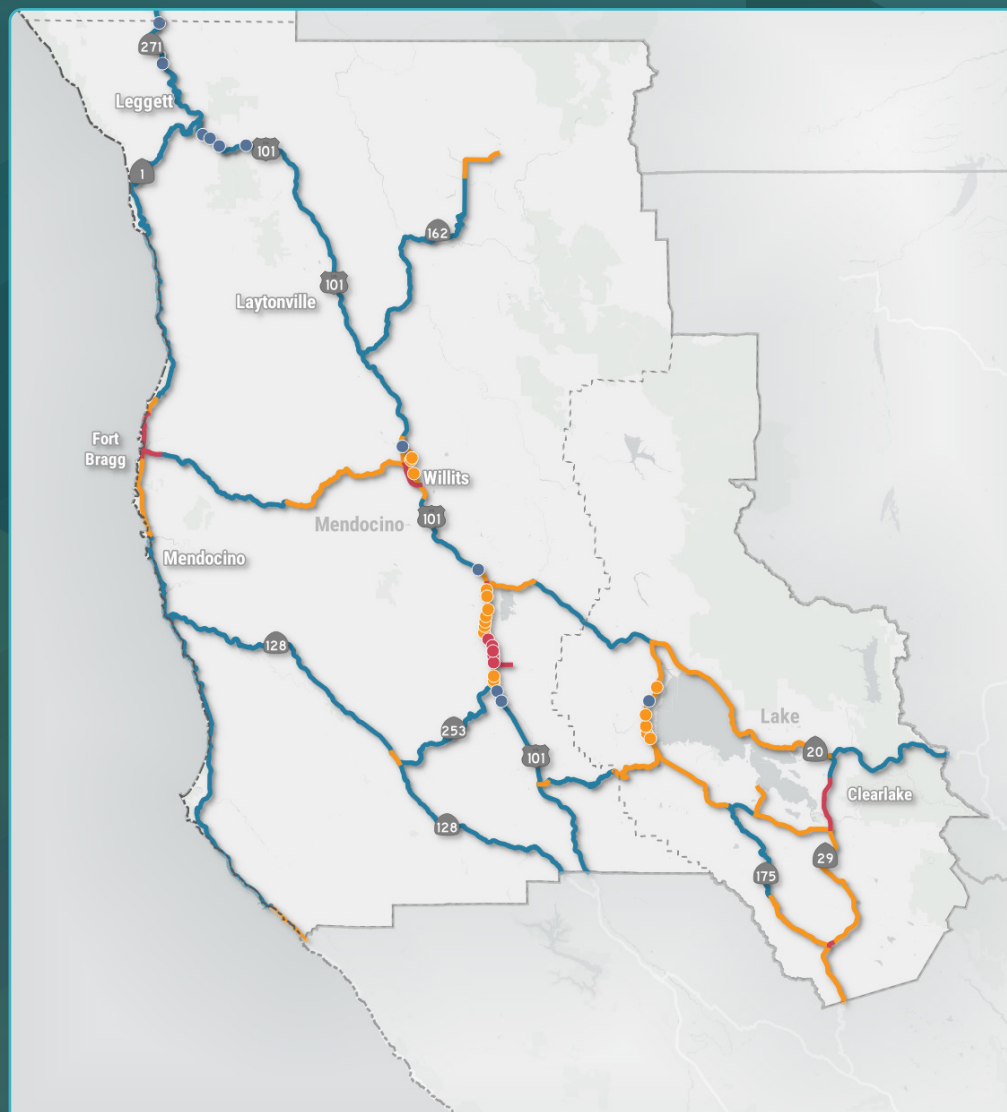 271
Leggett
101
1
162
101
Laytonville
Fort
Bragg
Willits
101
Mendocino
Mendocino
128
253
Lake
101
20
Clearlake
128
29
175